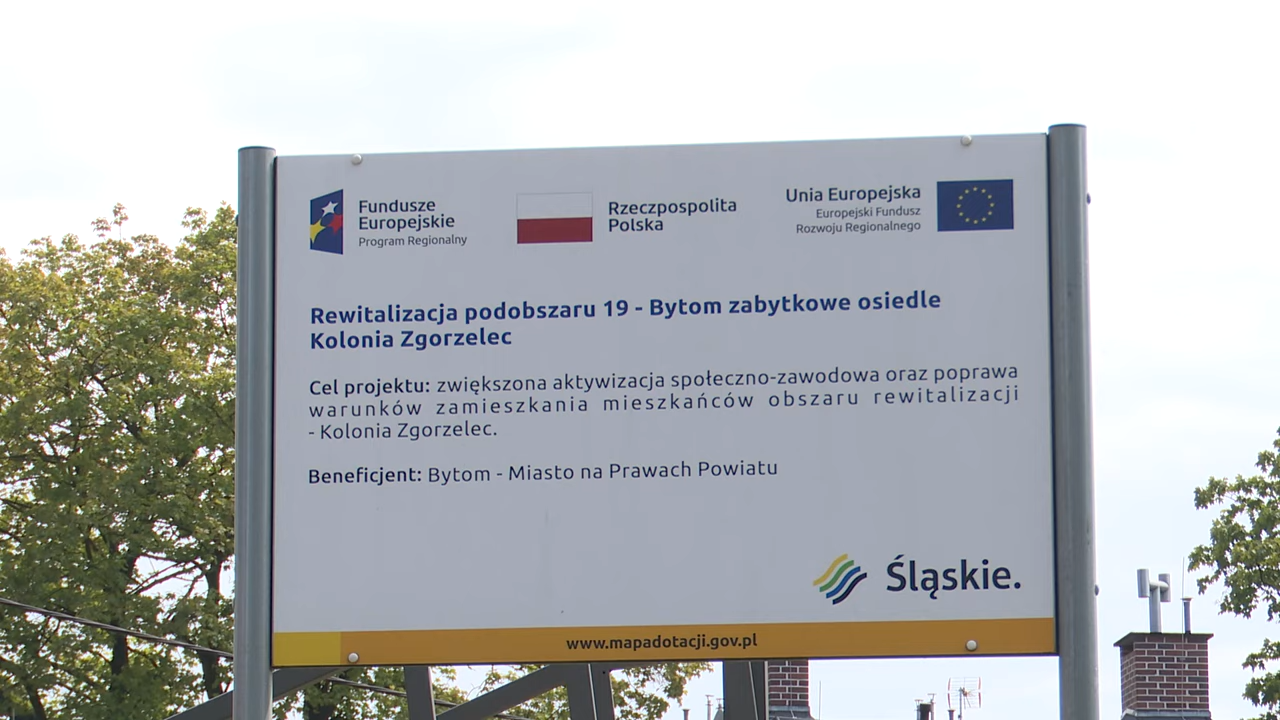 Fundusze
Europejskie
Program Regionalny
Rzeczpospolita
Polska
Unia Europejska
Europejski Fundusz
Rozwoju Regionalnego
Rewitalizacja podobszaru 19 - Bytom zabytkowe osiedle
Kolonia Zgorzelec
Cel projektu: zwiększona aktywizacja społeczno-zawodowa oraz poprawa
warunków zamieszkania mieszkańców obszaru rewitalizacji
- Kolonia Zgorzelec.
Beneficjent: Bytom - Miasto na Prawach Powiatu
Śląskie.
www.mapadotacji.gov.pl